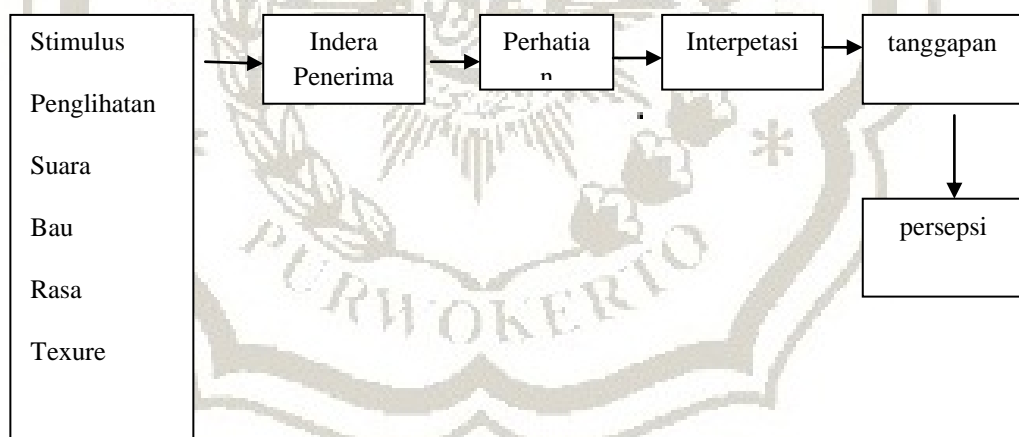 Stimulus
Penglihatan
Suara
Bau
Rasa
Texure
Indera
Penerima
Perhatia
n
Interpetasi
tanggapan
persepsi
PURWOKERTO